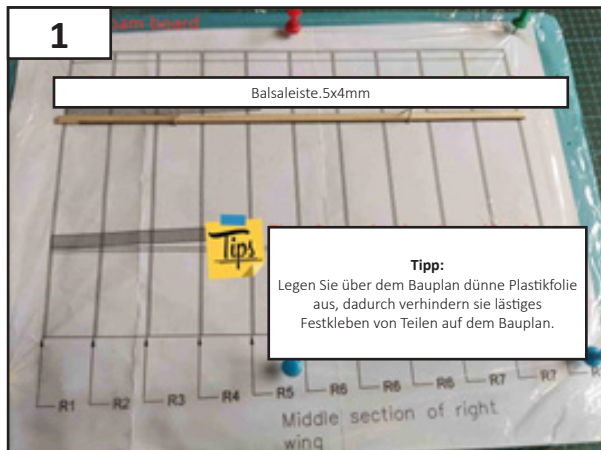 1
oam board
Balsaleiste.5x4mm
Tips
Tipp:
Legen Sie über dem Bauplan dünne Plastikfolie
aus, dadurch verhindern sie lästiges
Festkleben von Teilen auf dem Bauplan.
R1 R2 R3 R4 R5 R6 R6 R6 R7 R7
Middle section of right
wing